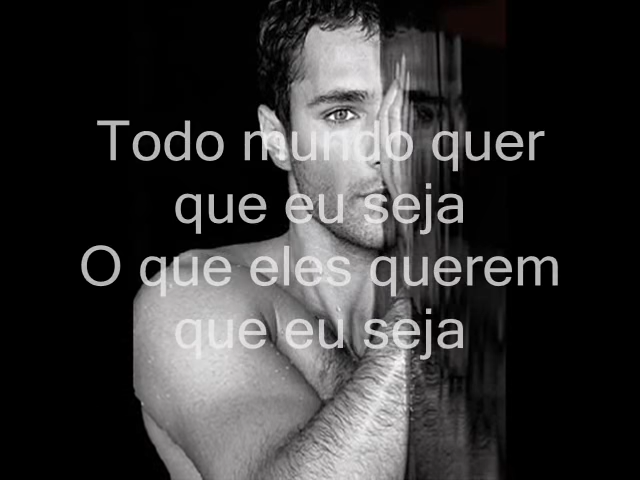 Todo mundo quer
que eu seja
O que eles querem
que eu seja